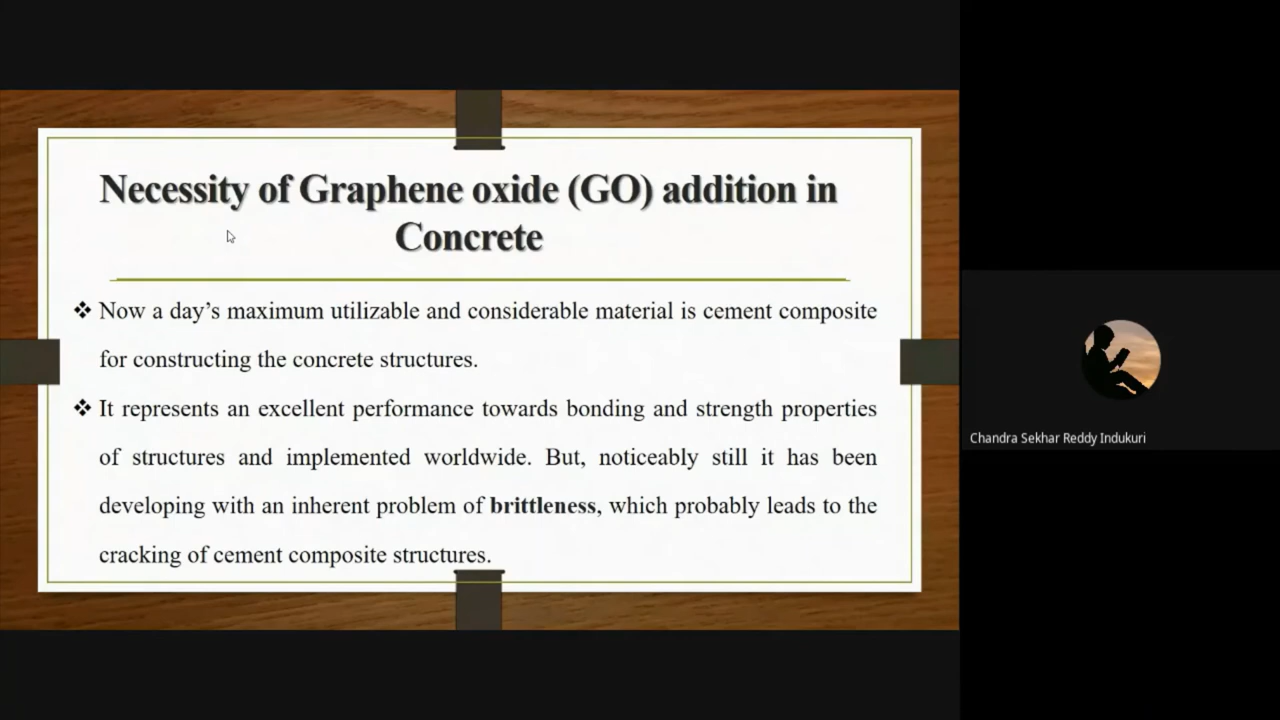 Necessity of Graphene oxide (GO) addition in
Concrete
❖ Now a day’s maximum utilizable and considerable material is cement composite
for constructing the concrete structures.
❖ It represents an excellent performance towards bonding and strength properties
of structures and implemented worldwide. But, noticeably still it has been
developing with an inherent problem of brittleness, which probably leads to the
cracking of cement composite structures.
Chandra Sekhar Reddy Indukuri